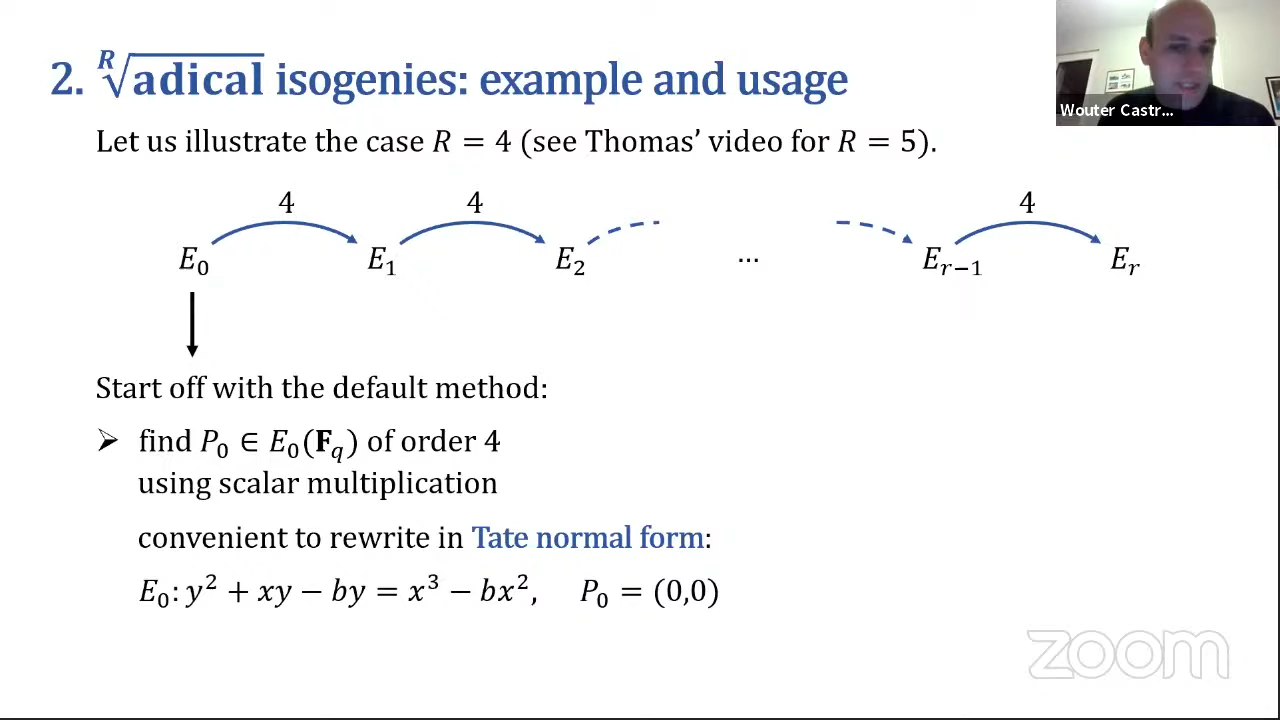 2. ᴿ√adical isogenies: example and usage
Wouter Castr...
Let us illustrate the case R = 4 (see Thomas’ video for R = 5).
4 4 4
E₀ E₁ E₂ ... Eᵣ₋₁ Eᵣ
Start off with the default method:
➢ find P₀ ∈ E₀(F_q) of order 4
using scalar multiplication
convenient to rewrite in Tate normal form:
E₀: y² + xy − by = x³ − bx², P₀ = (0,0)
zoom